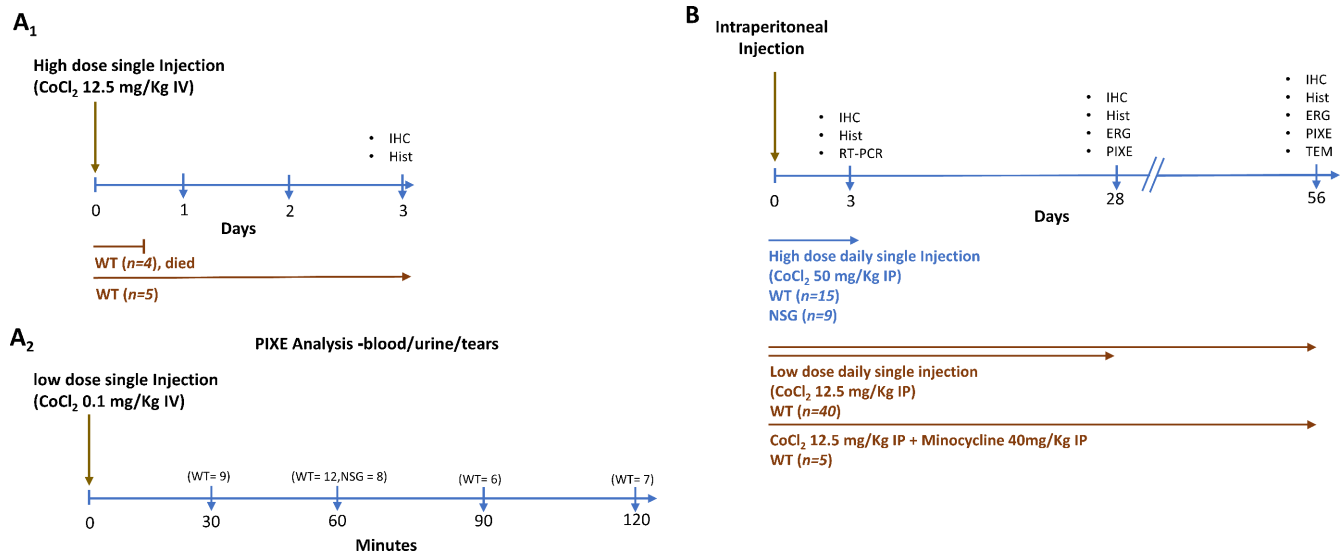 A1
High dose single Injection
(CoCl2 12.5 mg/Kg IV)
• IHC
• Hist
0 1 2 3
Days
WT (n=4), died
WT (n=5)
A2
PIXE Analysis -blood/urine/tears
low dose single Injection
(CoCl2 0.1 mg/Kg IV)
(WT= 9) (WT= 12,NSG = 8) (WT= 6) (WT= 7)
0 30 60 90 120
Minutes
B
Intraperitoneal
Injection
• IHC
• Hist
• RT-PCR
• IHC
• Hist
• ERG
• PIXE
• IHC
• Hist
• ERG
• PIXE
• TEM
0 3 28 56
Days
High dose daily single Injection
(CoCl2 50 mg/Kg IP)
WT (n=15)
NSG (n=9)
Low dose daily single injection
(CoCl2 12.5 mg/Kg IP)
WT (n=40)
CoCl2 12.5 mg/Kg IP + Minocycline 40mg/Kg IP
WT (n=5)